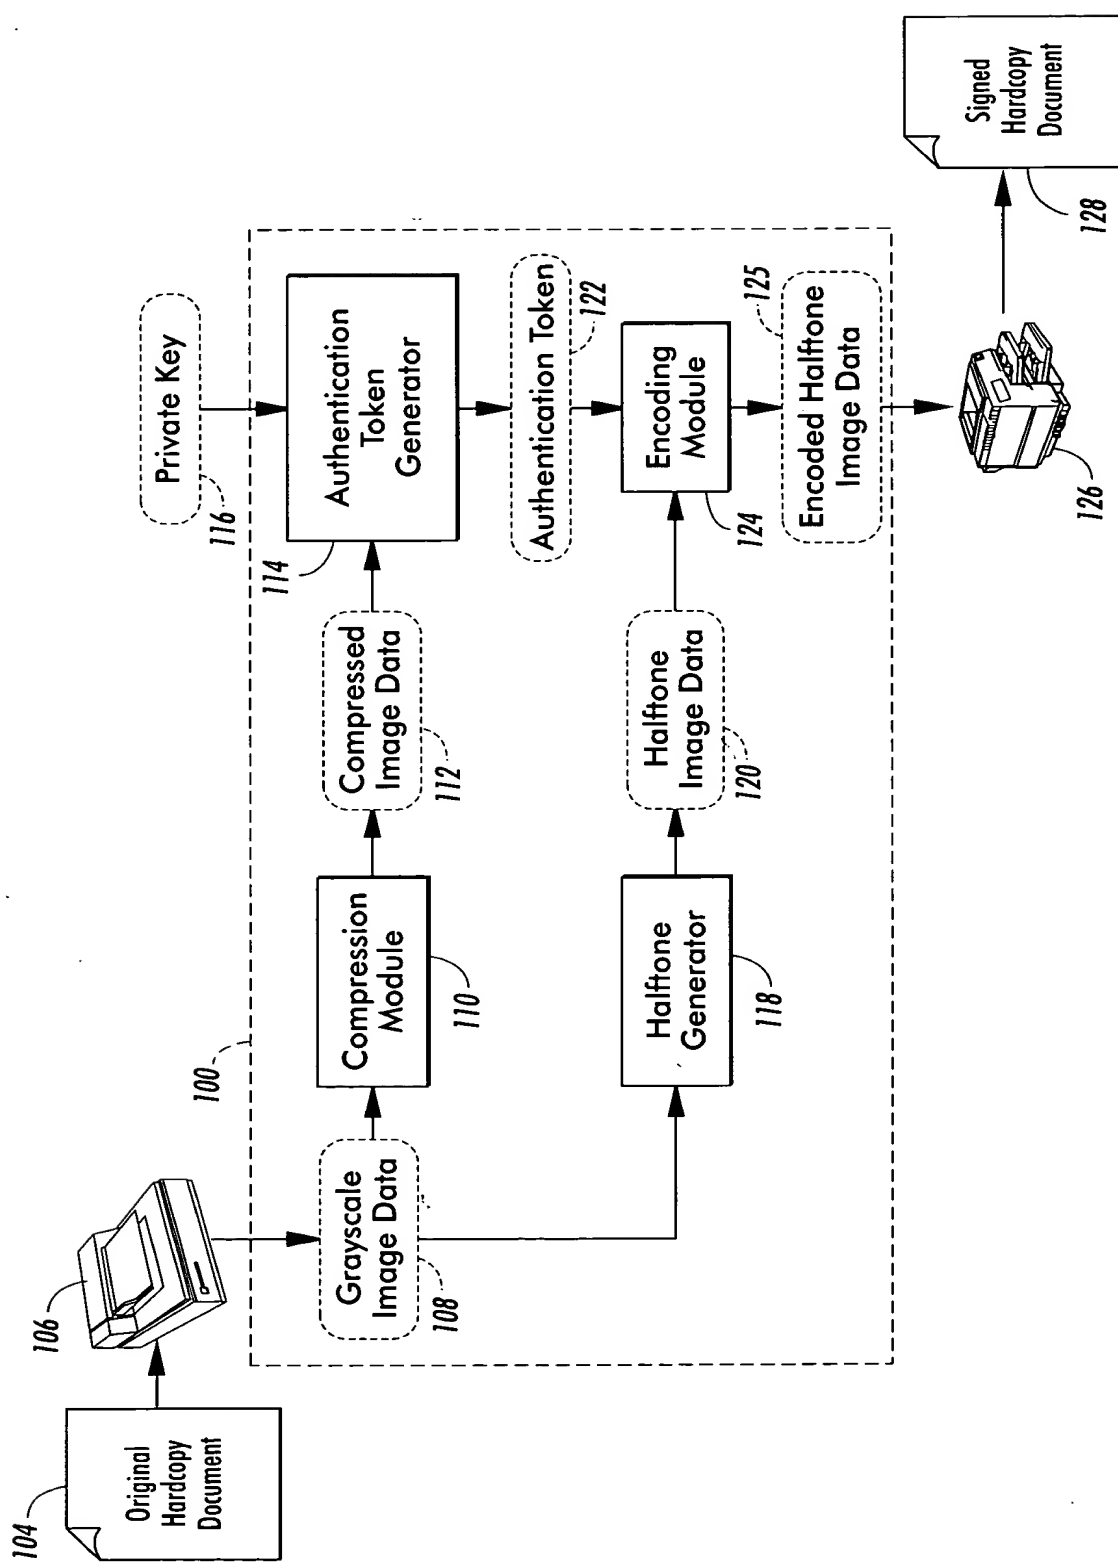 104
Original
Hardcopy
Document
106
100
Grayscale
Image Data
108
Compression
Module
110
Compressed
Image Data
112
Private Key
116
Authentication
Token
Generator
114
Authentication Token
122
Halftone
Generator
118
Halftone
Image Data
120
Encoding
Module
124
Encoded Halftone
Image Data
125
126
Signed
Hardcopy
Document
128